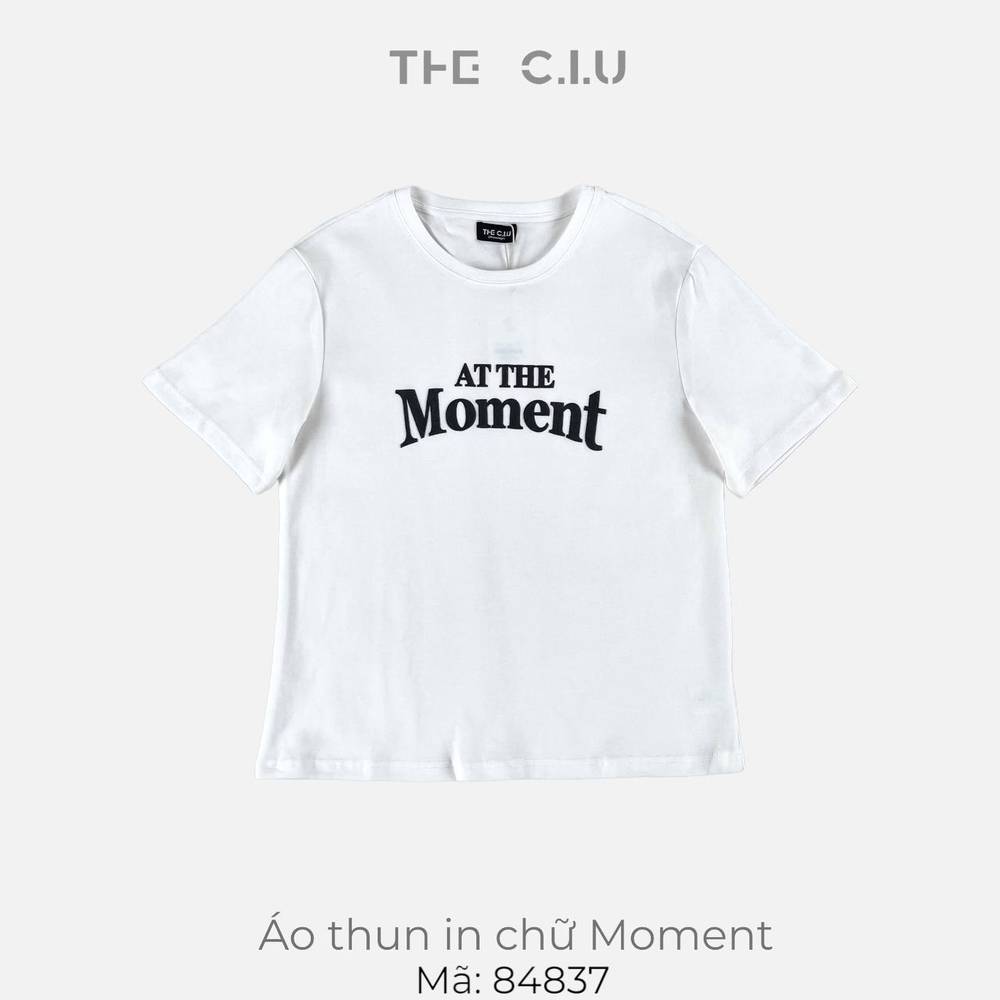 THE C.I.U
THE C.I.U
AT THE
Moment
Áo thun in chữ Moment
Mã: 84837